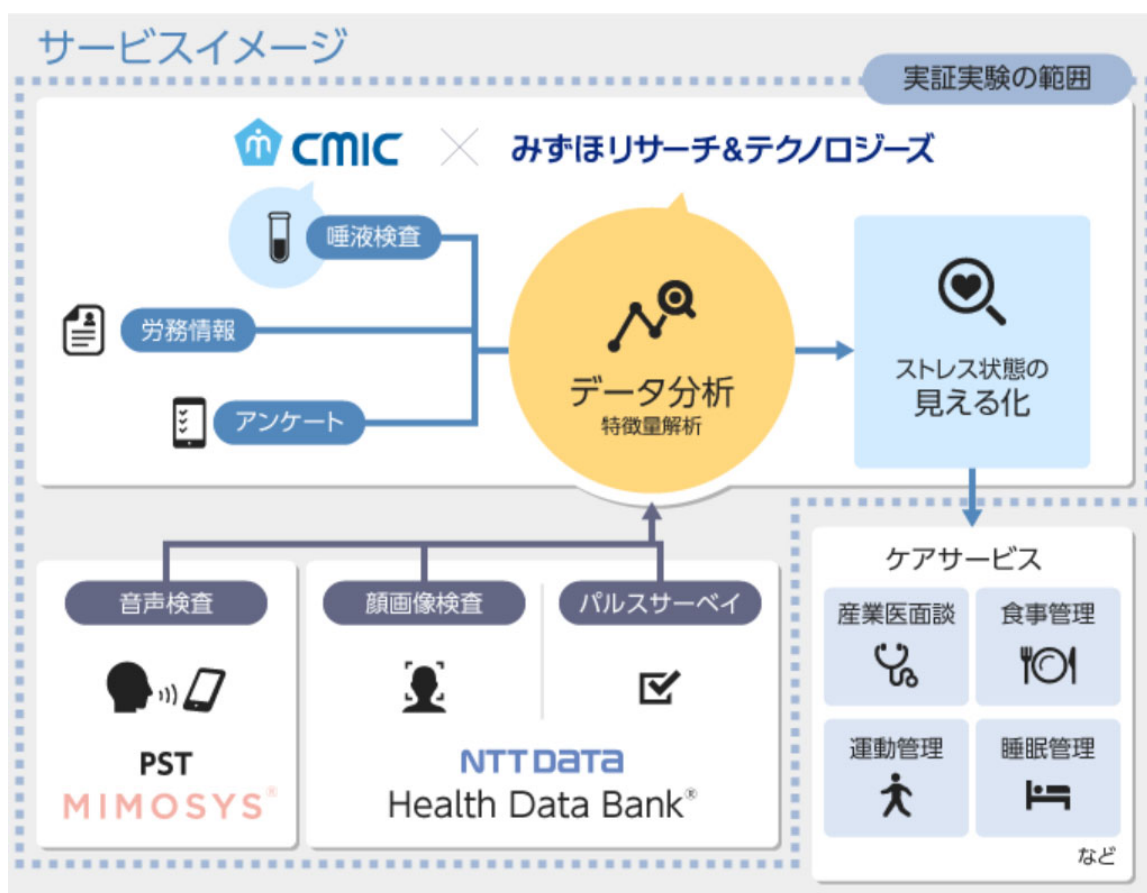 サービスイメージ
実証実験の範囲
CMIC × みずほリサーチ&テクノロジーズ
唾液検査
労務情報
アンケート
データ分析
特徴量解析
ストレス状態の
見える化
音声検査
PST
MIMOSYS®
顔画像検査
パルスサーベイ
NTT DATA
Health Data Bank®
ケアサービス
産業医面談
食事管理
運動管理
睡眠管理
など